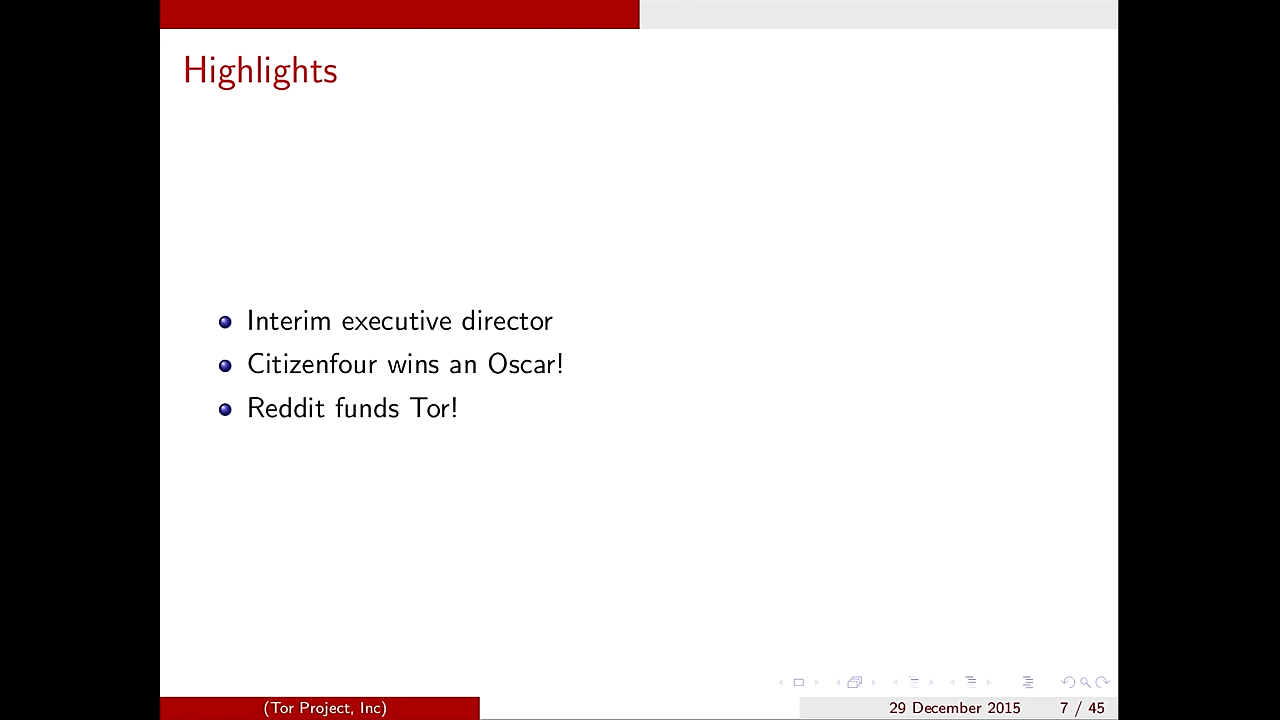 Highlights
Interim executive director
Citizenfour wins an Oscar!
Reddit funds Tor!
(Tor Project, Inc)
29 December 2015
7 / 45